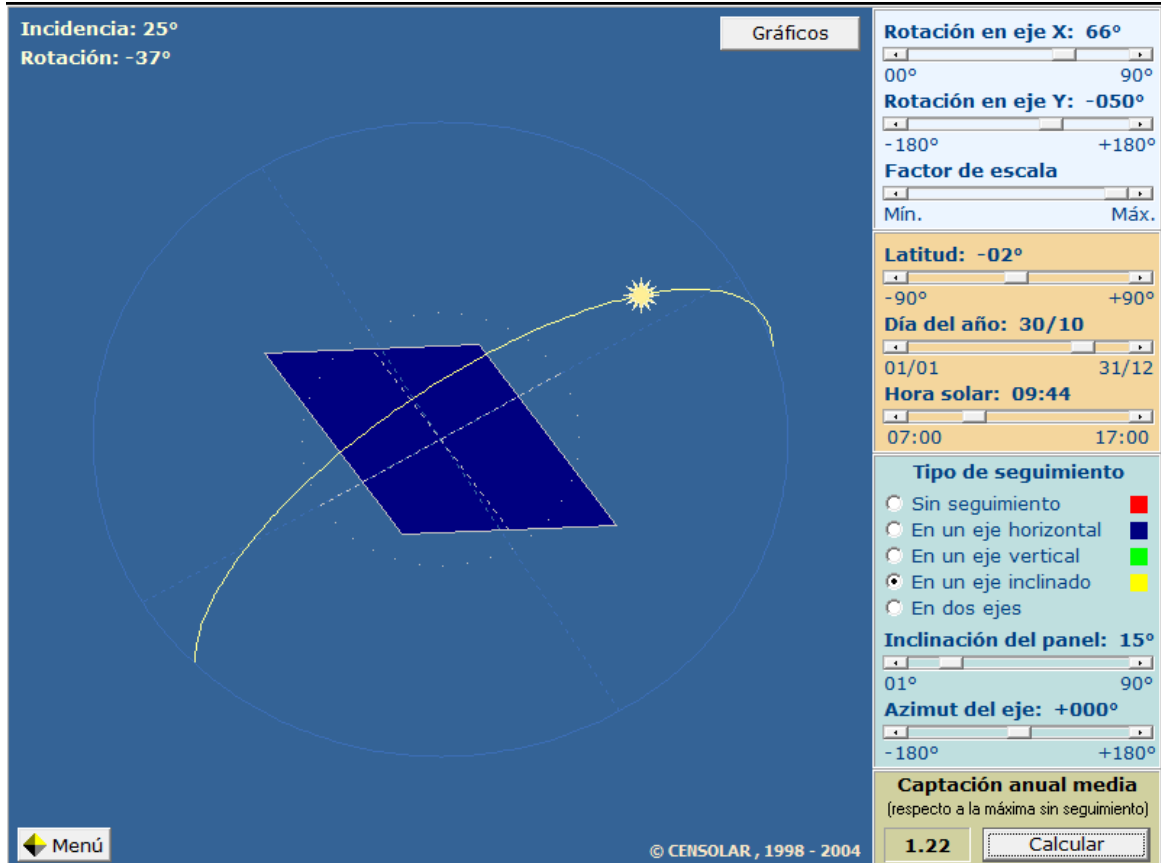 Incidencia: 25°
Rotación: -37°
Gráficos
Menú
© CENSOLAR , 1998 - 2004
Rotación en eje X: 66°
00° 90°
Rotación en eje Y: -050°
-180° +180°
Factor de escala
Mín. Máx.
Latitud: -02°
-90° +90°
Día del año: 30/10
01/01 31/12
Hora solar: 09:44
07:00 17:00
Tipo de seguimiento
Sin seguimiento
En un eje horizontal
En un eje vertical
En un eje inclinado
En dos ejes
Inclinación del panel: 15°
01° 90°
Azimut del eje: +000°
-180° +180°
Captación anual media
(respecto a la máxima sin seguimiento)
1.22 Calcular